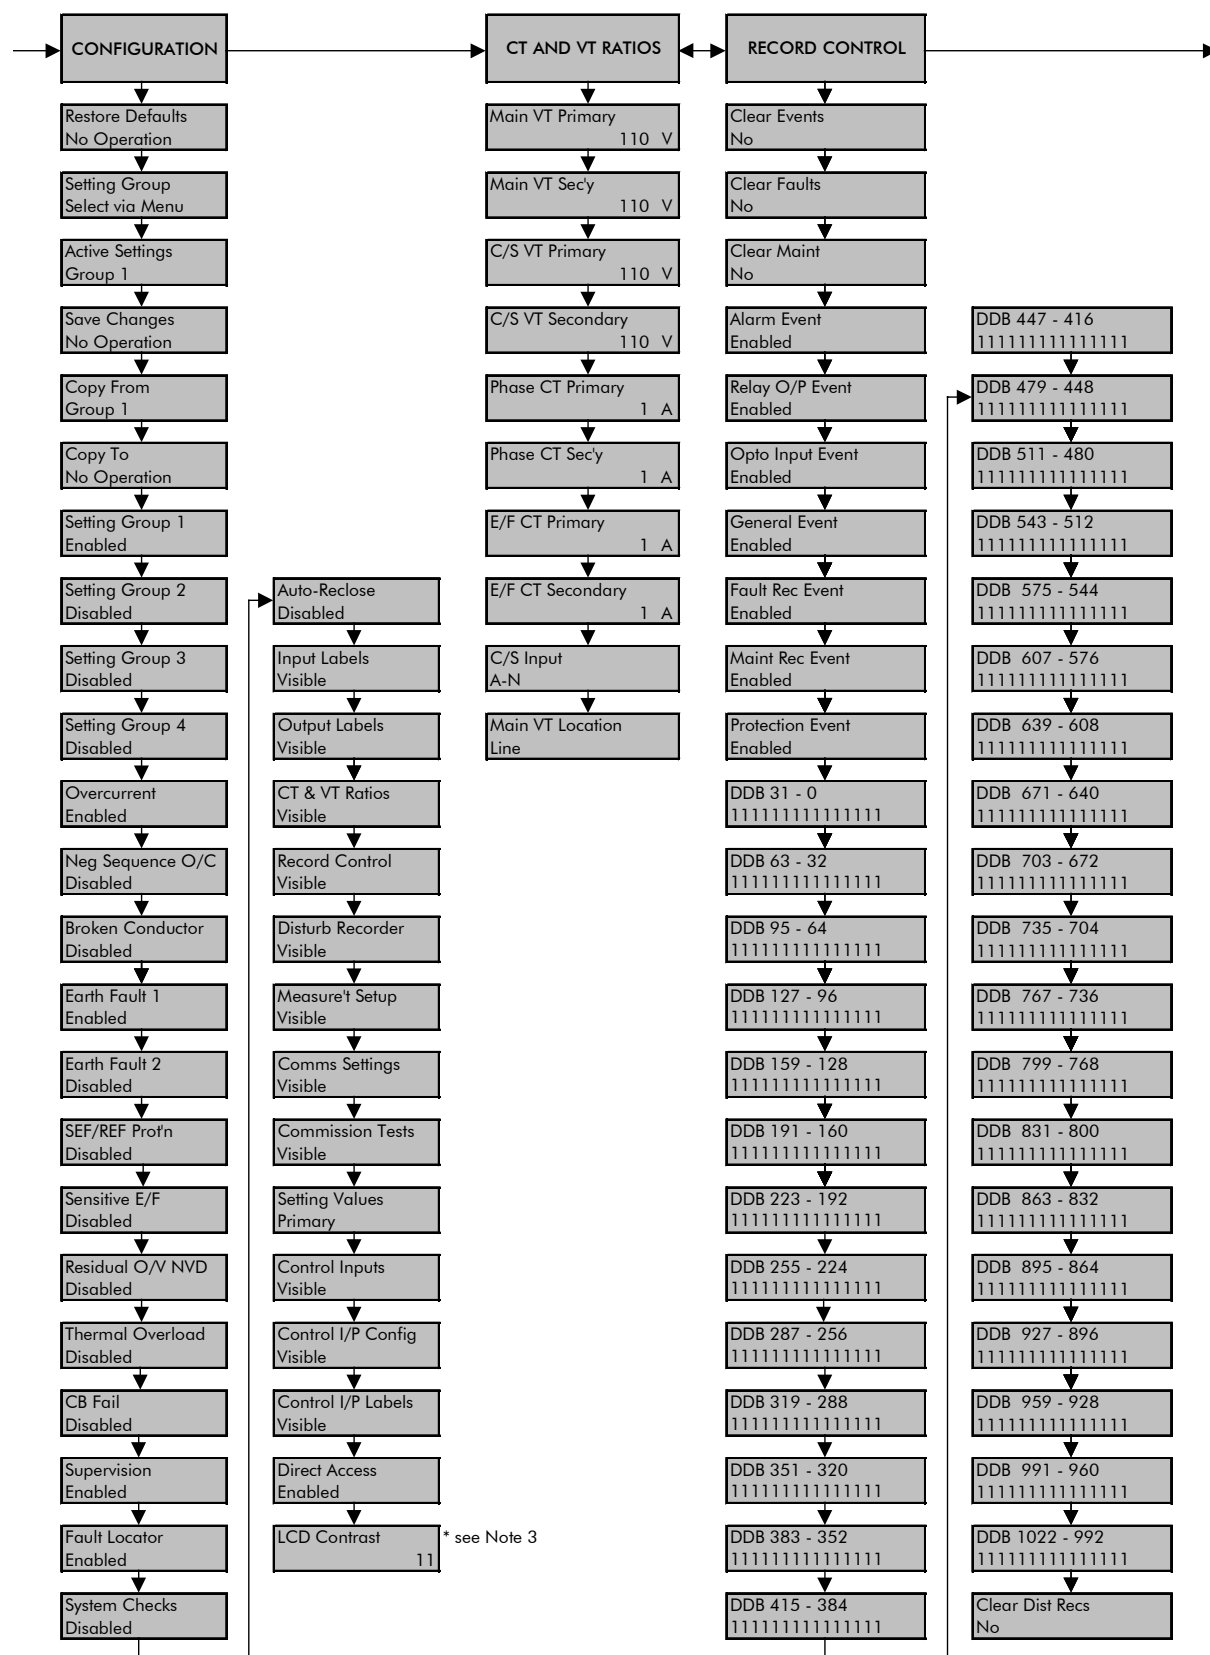 CONFIGURATION
Restore Defaults
No Operation
Setting Group
Select via Menu
Active Settings
Group 1
Save Changes
No Operation
Copy From
Group 1
Copy To
No Operation
Setting Group 1
Enabled
Setting Group 2
Disabled
Setting Group 3
Disabled
Setting Group 4
Disabled
Overcurrent
Enabled
Neg Sequence O/C
Disabled
Broken Conductor
Disabled
Earth Fault 1
Enabled
Earth Fault 2
Disabled
SEF/REF Prot'n
Disabled
Sensitive E/F
Disabled
Residual O/V NVD
Disabled
Thermal Overload
Disabled
CB Fail
Disabled
Supervision
Enabled
Fault Locator
Enabled
System Checks
Disabled
Auto-Reclose
Disabled
Input Labels
Visible
Output Labels
Visible
CT & VT Ratios
Visible
Record Control
Visible
Disturb Recorder
Visible
Measure't Setup
Visible
Comms Settings
Visible
Commission Tests
Visible
Setting Values
Primary
Control Inputs
Visible
Control I/P Config
Visible
Control I/P Labels
Visible
Direct Access
Enabled
LCD Contrast
11
* see Note 3
CT AND VT RATIOS
Main VT Primary
110 V
Main VT Sec'y
110 V
C/S VT Primary
110 V
C/S VT Secondary
110 V
Phase CT Primary
1 A
Phase CT Sec'y
1 A
E/F CT Primary
1 A
E/F CT Secondary
1 A
C/S Input
A-N
Main VT Location
Line
RECORD CONTROL
Clear Events
No
Clear Faults
No
Clear Maint
No
Alarm Event
Enabled
Relay O/P Event
Enabled
Opto Input Event
Enabled
General Event
Enabled
Fault Rec Event
Enabled
Maint Rec Event
Enabled
Protection Event
Enabled
DDB 31 - 0
1111111111111111
DDB 63 - 32
1111111111111111
DDB 95 - 64
1111111111111111
DDB 127 - 96
1111111111111111
DDB 159 - 128
1111111111111111
DDB 191 - 160
1111111111111111
DDB 223 - 192
1111111111111111
DDB 255 - 224
1111111111111111
DDB 287 - 256
1111111111111111
DDB 319 - 288
1111111111111111
DDB 351 - 320
1111111111111111
DDB 383 - 352
1111111111111111
DDB 415 - 384
1111111111111111
DDB 447 - 416
1111111111111111
DDB 479 - 448
1111111111111111
DDB 511 - 480
1111111111111111
DDB 543 - 512
1111111111111111
DDB 575 - 544
1111111111111111
DDB 607 - 576
1111111111111111
DDB 639 - 608
1111111111111111
DDB 671 - 640
1111111111111111
DDB 703 - 672
1111111111111111
DDB 735 - 704
1111111111111111
DDB 767 - 736
1111111111111111
DDB 799 - 768
1111111111111111
DDB 831 - 800
1111111111111111
DDB 863 - 832
1111111111111111
DDB 895 - 864
1111111111111111
DDB 927 - 896
1111111111111111
DDB 959 - 928
1111111111111111
DDB 991 - 960
1111111111111111
DDB 1022 - 992
1111111111111111
Clear Dist Recs
No